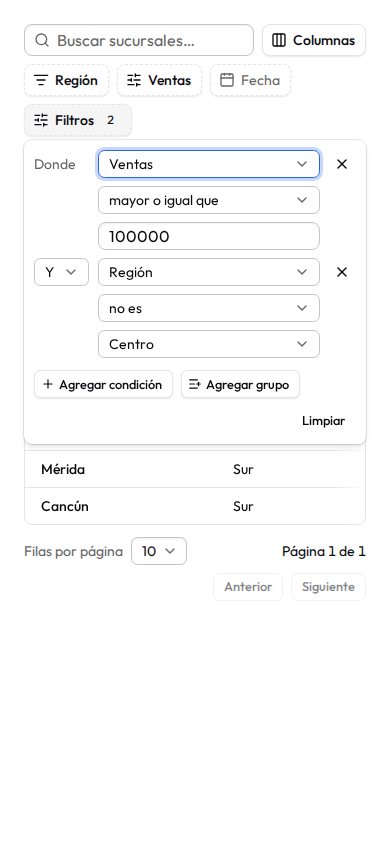 Buscar sucursales...
Columnas
Región
Ventas
Fecha
Filtros 2
Donde
Ventas
mayor o igual que
100000
Y
Región
no es
Centro
Agregar condición
Agregar grupo
Limpiar
Mérida Sur
Cancún Sur
Filas por página 10
Página 1 de 1
Anterior
Siguiente